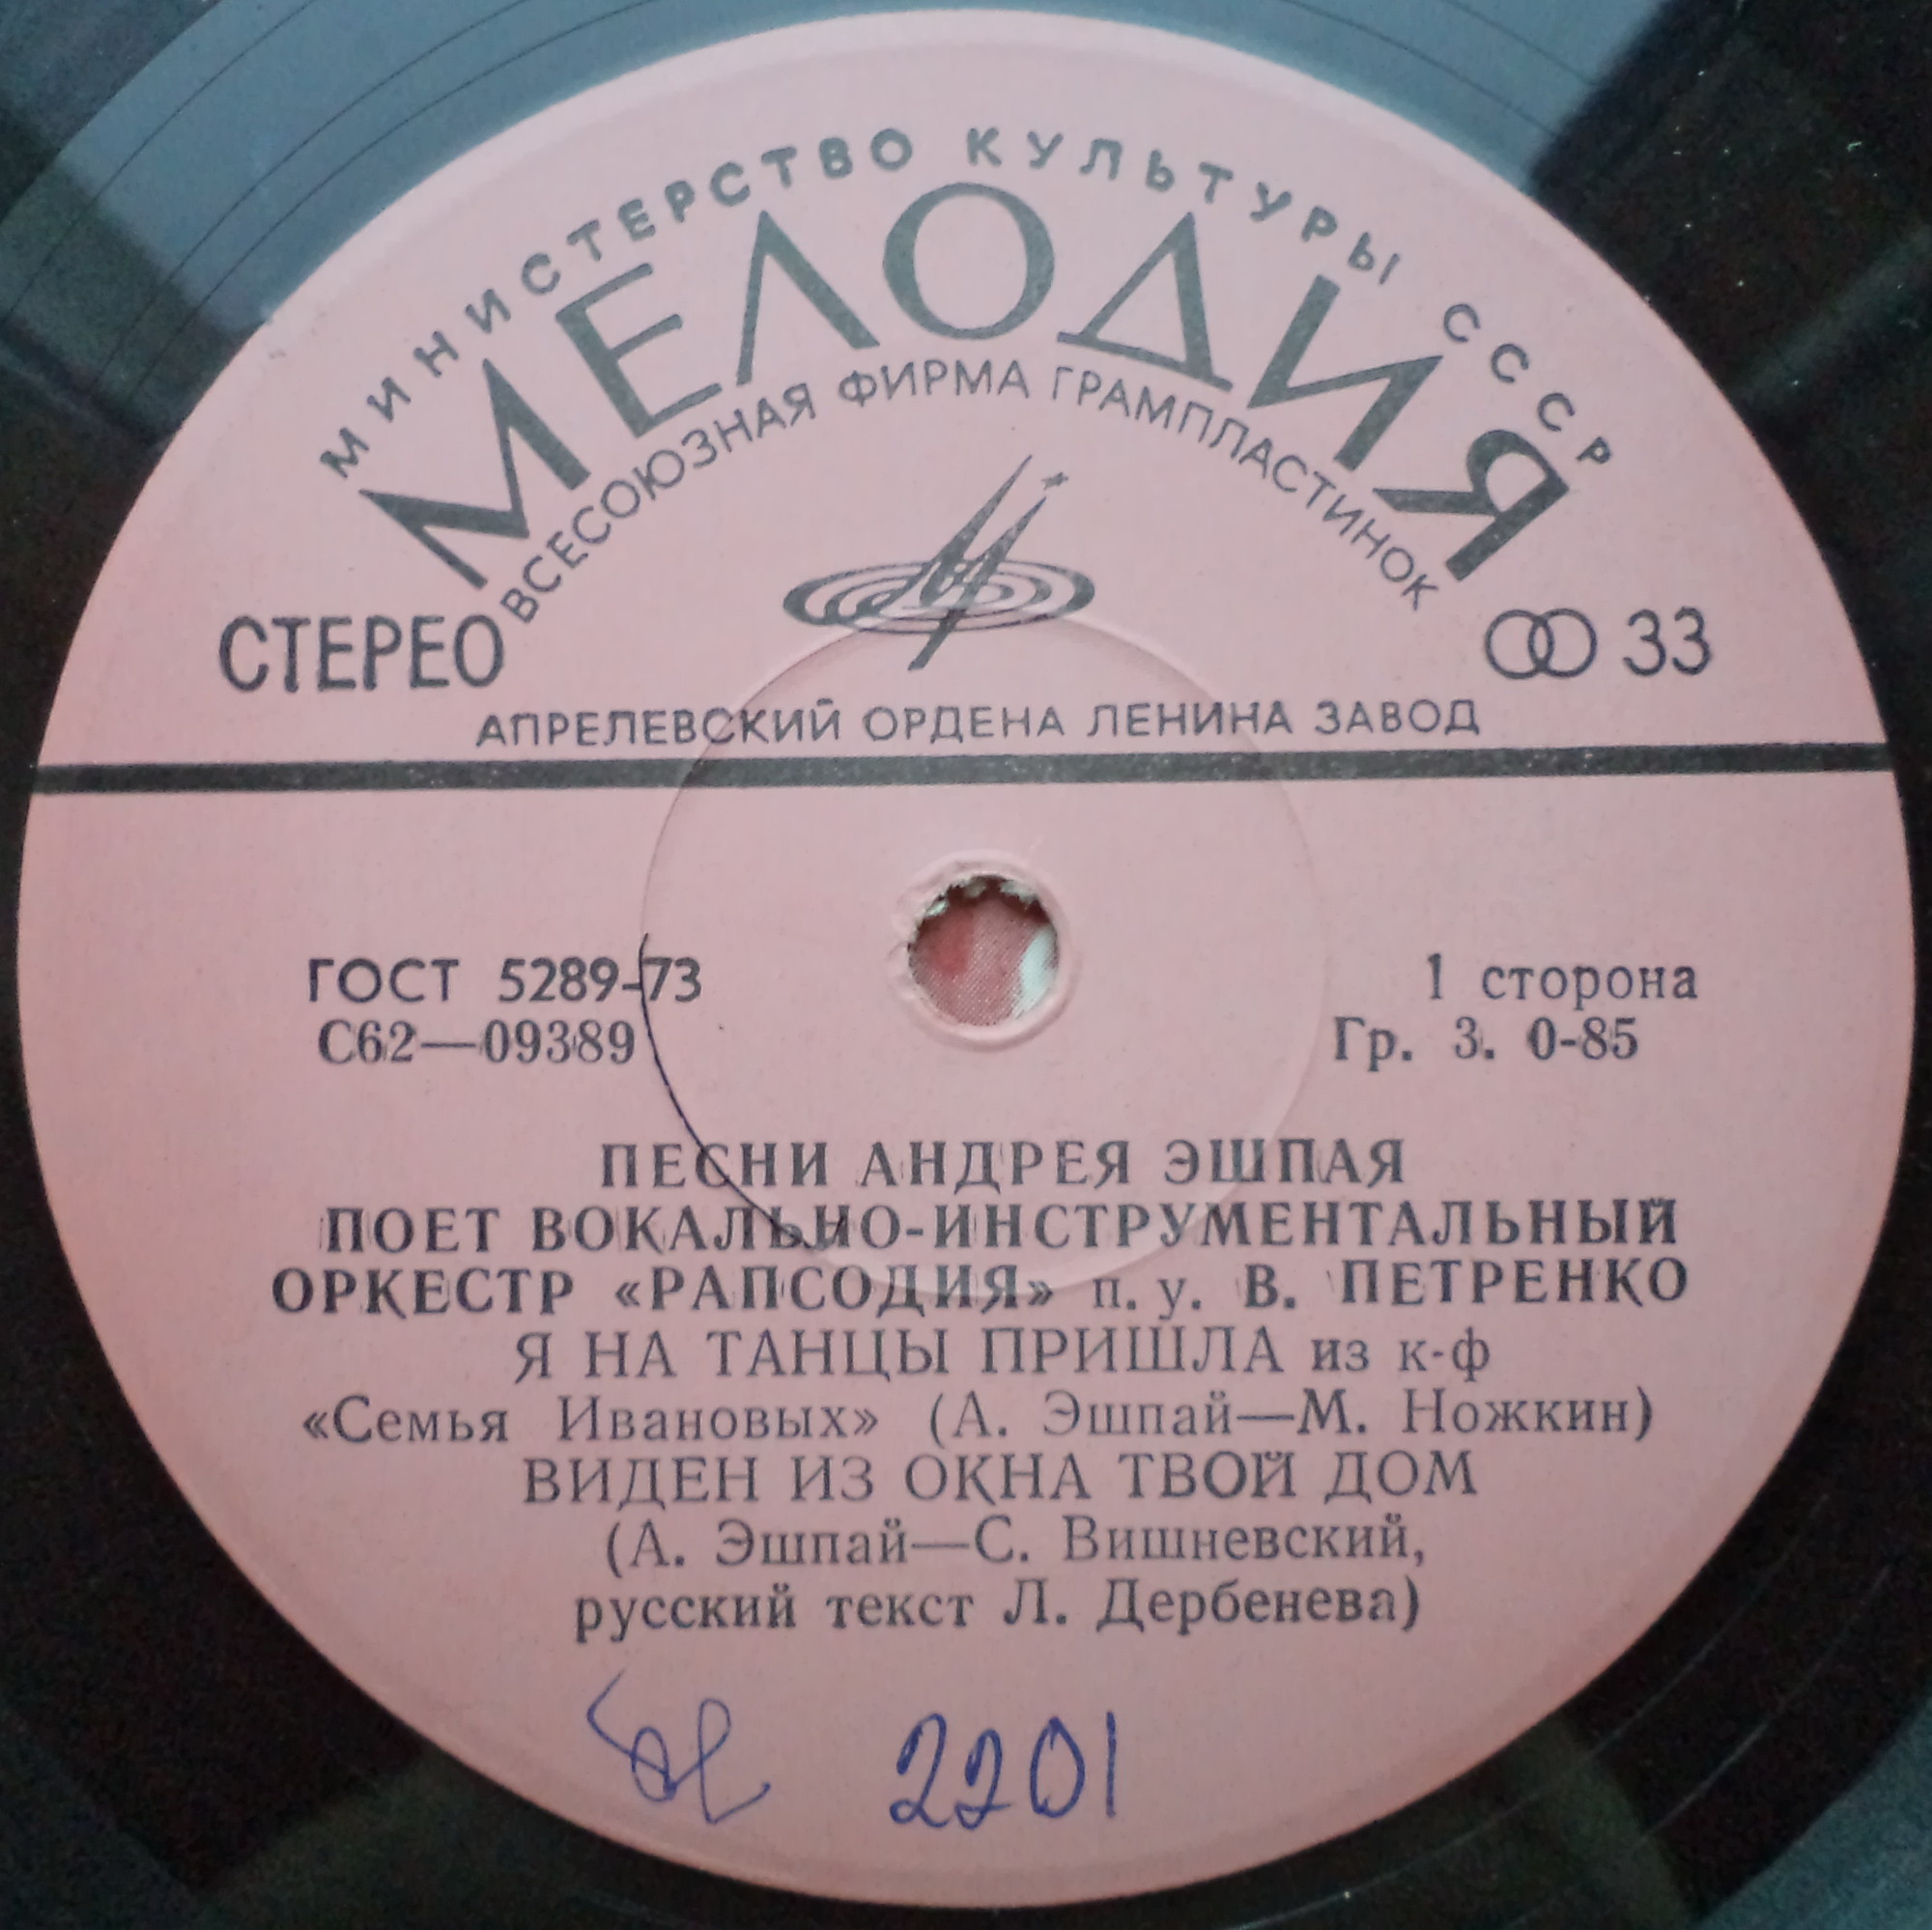 МИНИСТЕРСТВО КУЛЬТУРЫ СССР
МЕЛОДИЯ
ВСЕСОЮЗНАЯ ФИРМА ГРАМПЛАСТИНОК
СТЕРЕО 33
АПРЕЛЕВСКИЙ ОРДЕНА ЛЕНИНА ЗАВОД
ГОСТ 5289-73 1 сторона
С62—09389 Гр. 3. 0-85
ПЕСНИ АНДРЕЯ ЭШПАЯ
ПОЕТ ВОКАЛЬНО-ИНСТРУМЕНТАЛЬНЫЙ
ОРКЕСТР «РАПСОДИЯ» п. у. В. ПЕТРЕНКО
Я НА ТАНЦЫ ПРИШЛА из к-ф
«Семья Ивановых» (А. Эшпай—М. Ножкин)
ВИДЕН ИЗ ОКНА ТВОЙ ДОМ
(А. Эшпай—С. Вишневский,
русский текст Л. Дербенева)
2201